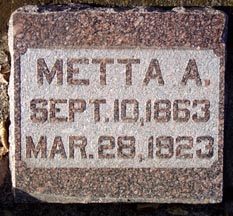 METTA A.
SEPT. 10, 1863
MAR. 28, 1923